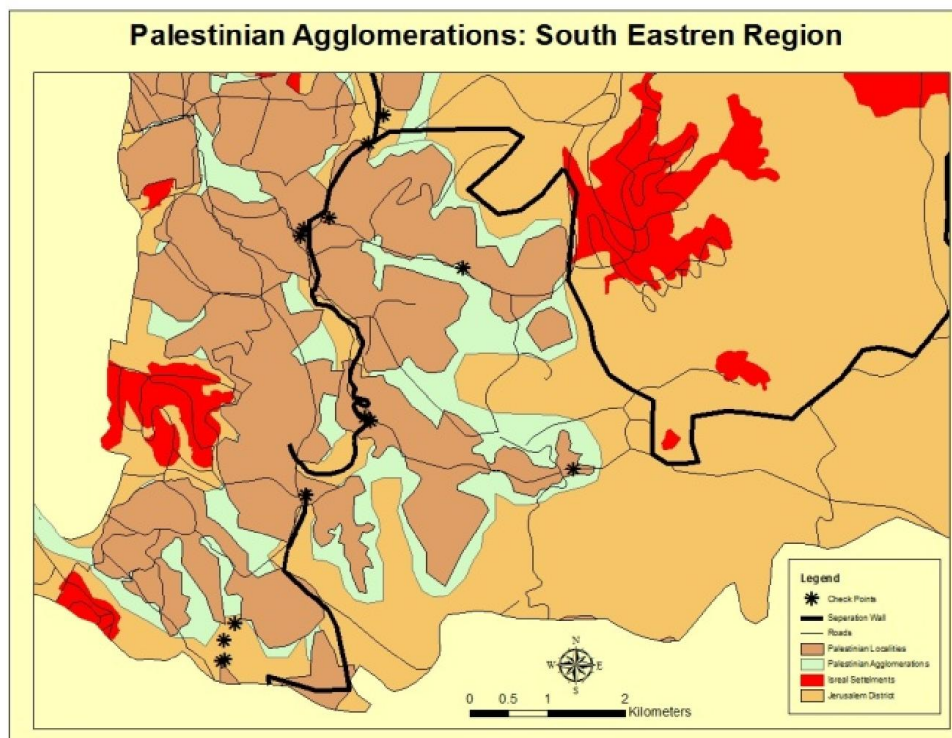 Palestinian Agglomerations: South Eastren Region
Legend
Check Points
Seperation Wall
Roads
Palestinian Localities
Palestinian Agglomerations
Isreal Settelments
Jerusalem District
N
W E
S
0 0.5 1 2
Kilometers